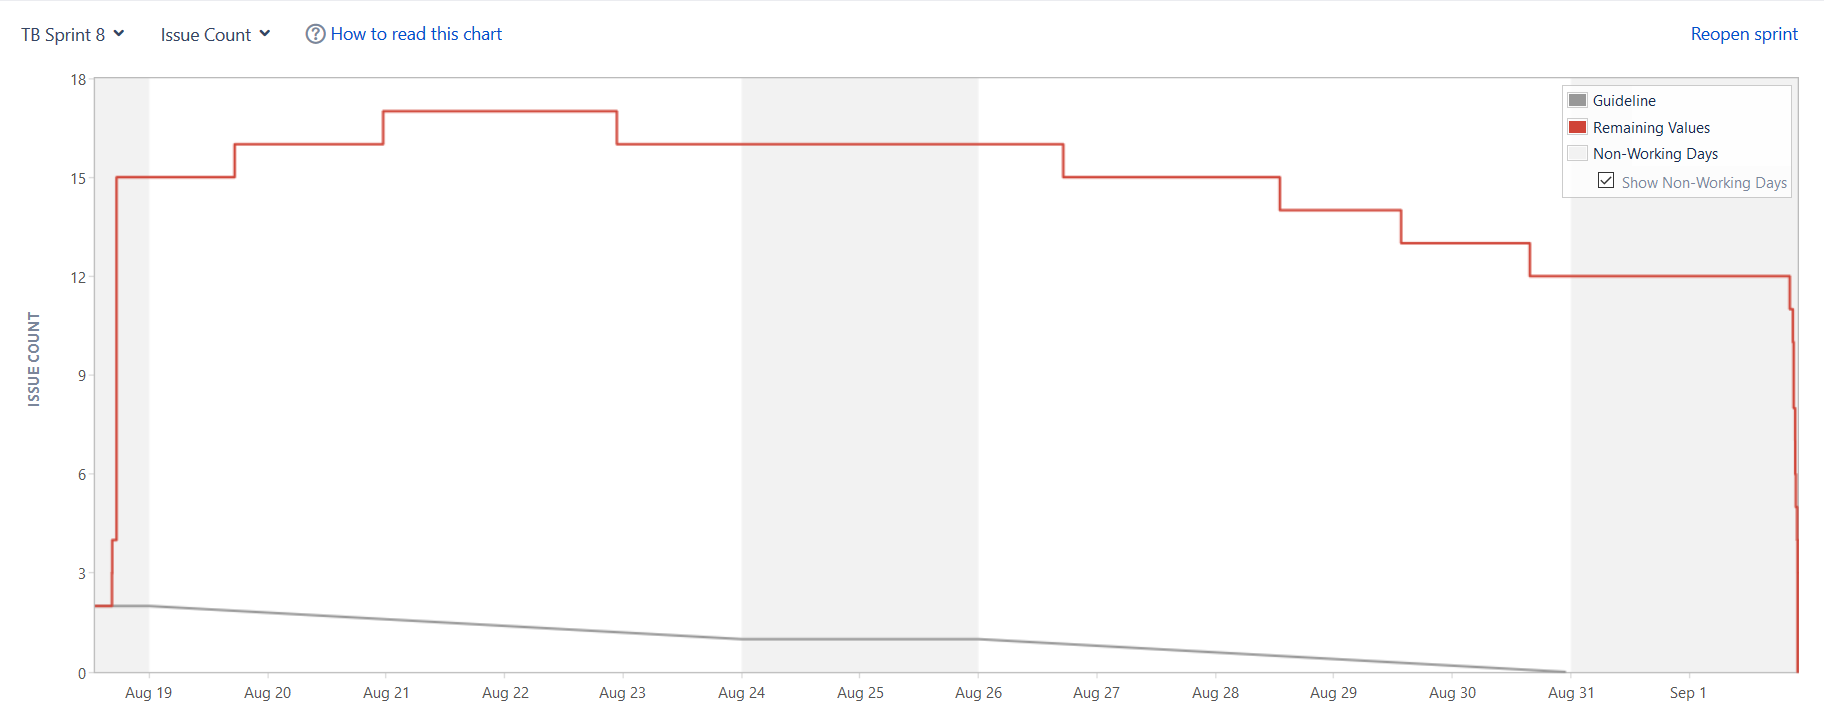 TB Sprint 8 Issue Count How to read this chart Reopen sprint
18
15
12
9
6
3
0
ISSUE COUNT
Guideline
Remaining Values
Non-Working Days
Show Non-Working Days
Aug 19 Aug 20 Aug 21 Aug 22 Aug 23 Aug 24 Aug 25 Aug 26 Aug 27 Aug 28 Aug 29 Aug 30 Aug 31 Sep 1